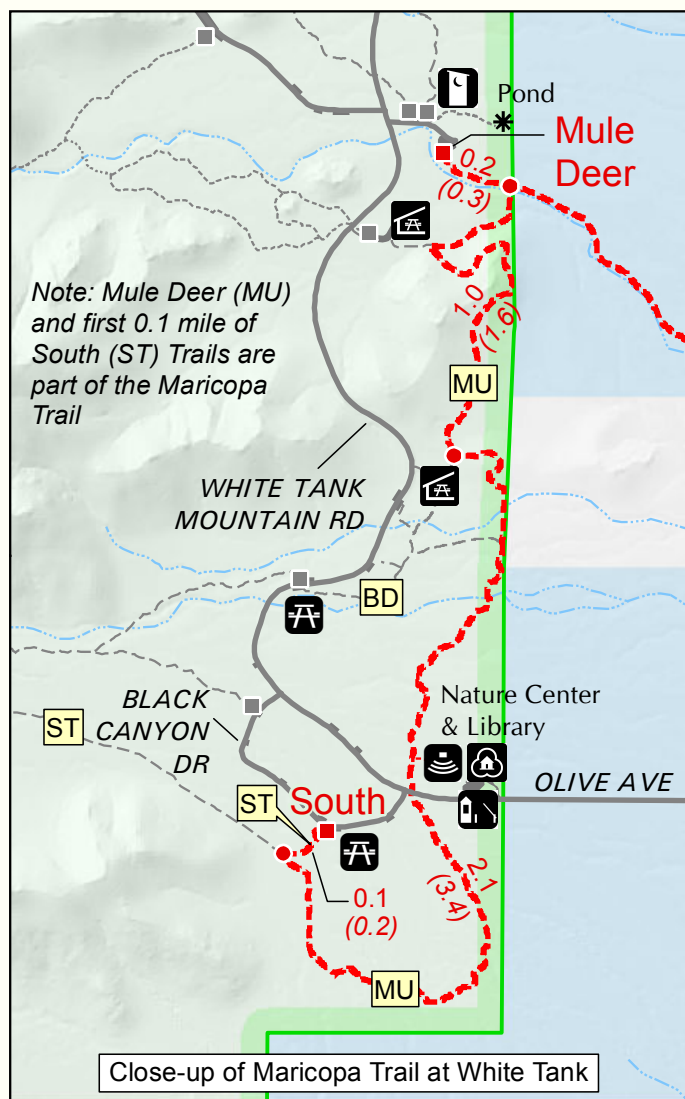 Pond
Mule
Deer
0.2
(0.3)
Note: Mule Deer (MU)
and first 0.1 mile of
South (ST) Trails are
part of the Maricopa
Trail
1.0
(1.6)
MU
WHITE TANK
MOUNTAIN RD
BD
BLACK
CANYON
DR
ST
Nature Center
& Library
OLIVE AVE
ST
South
0.1
(0.2)
2.1
(3.4)
MU
Close-up of Maricopa Trail at White Tank